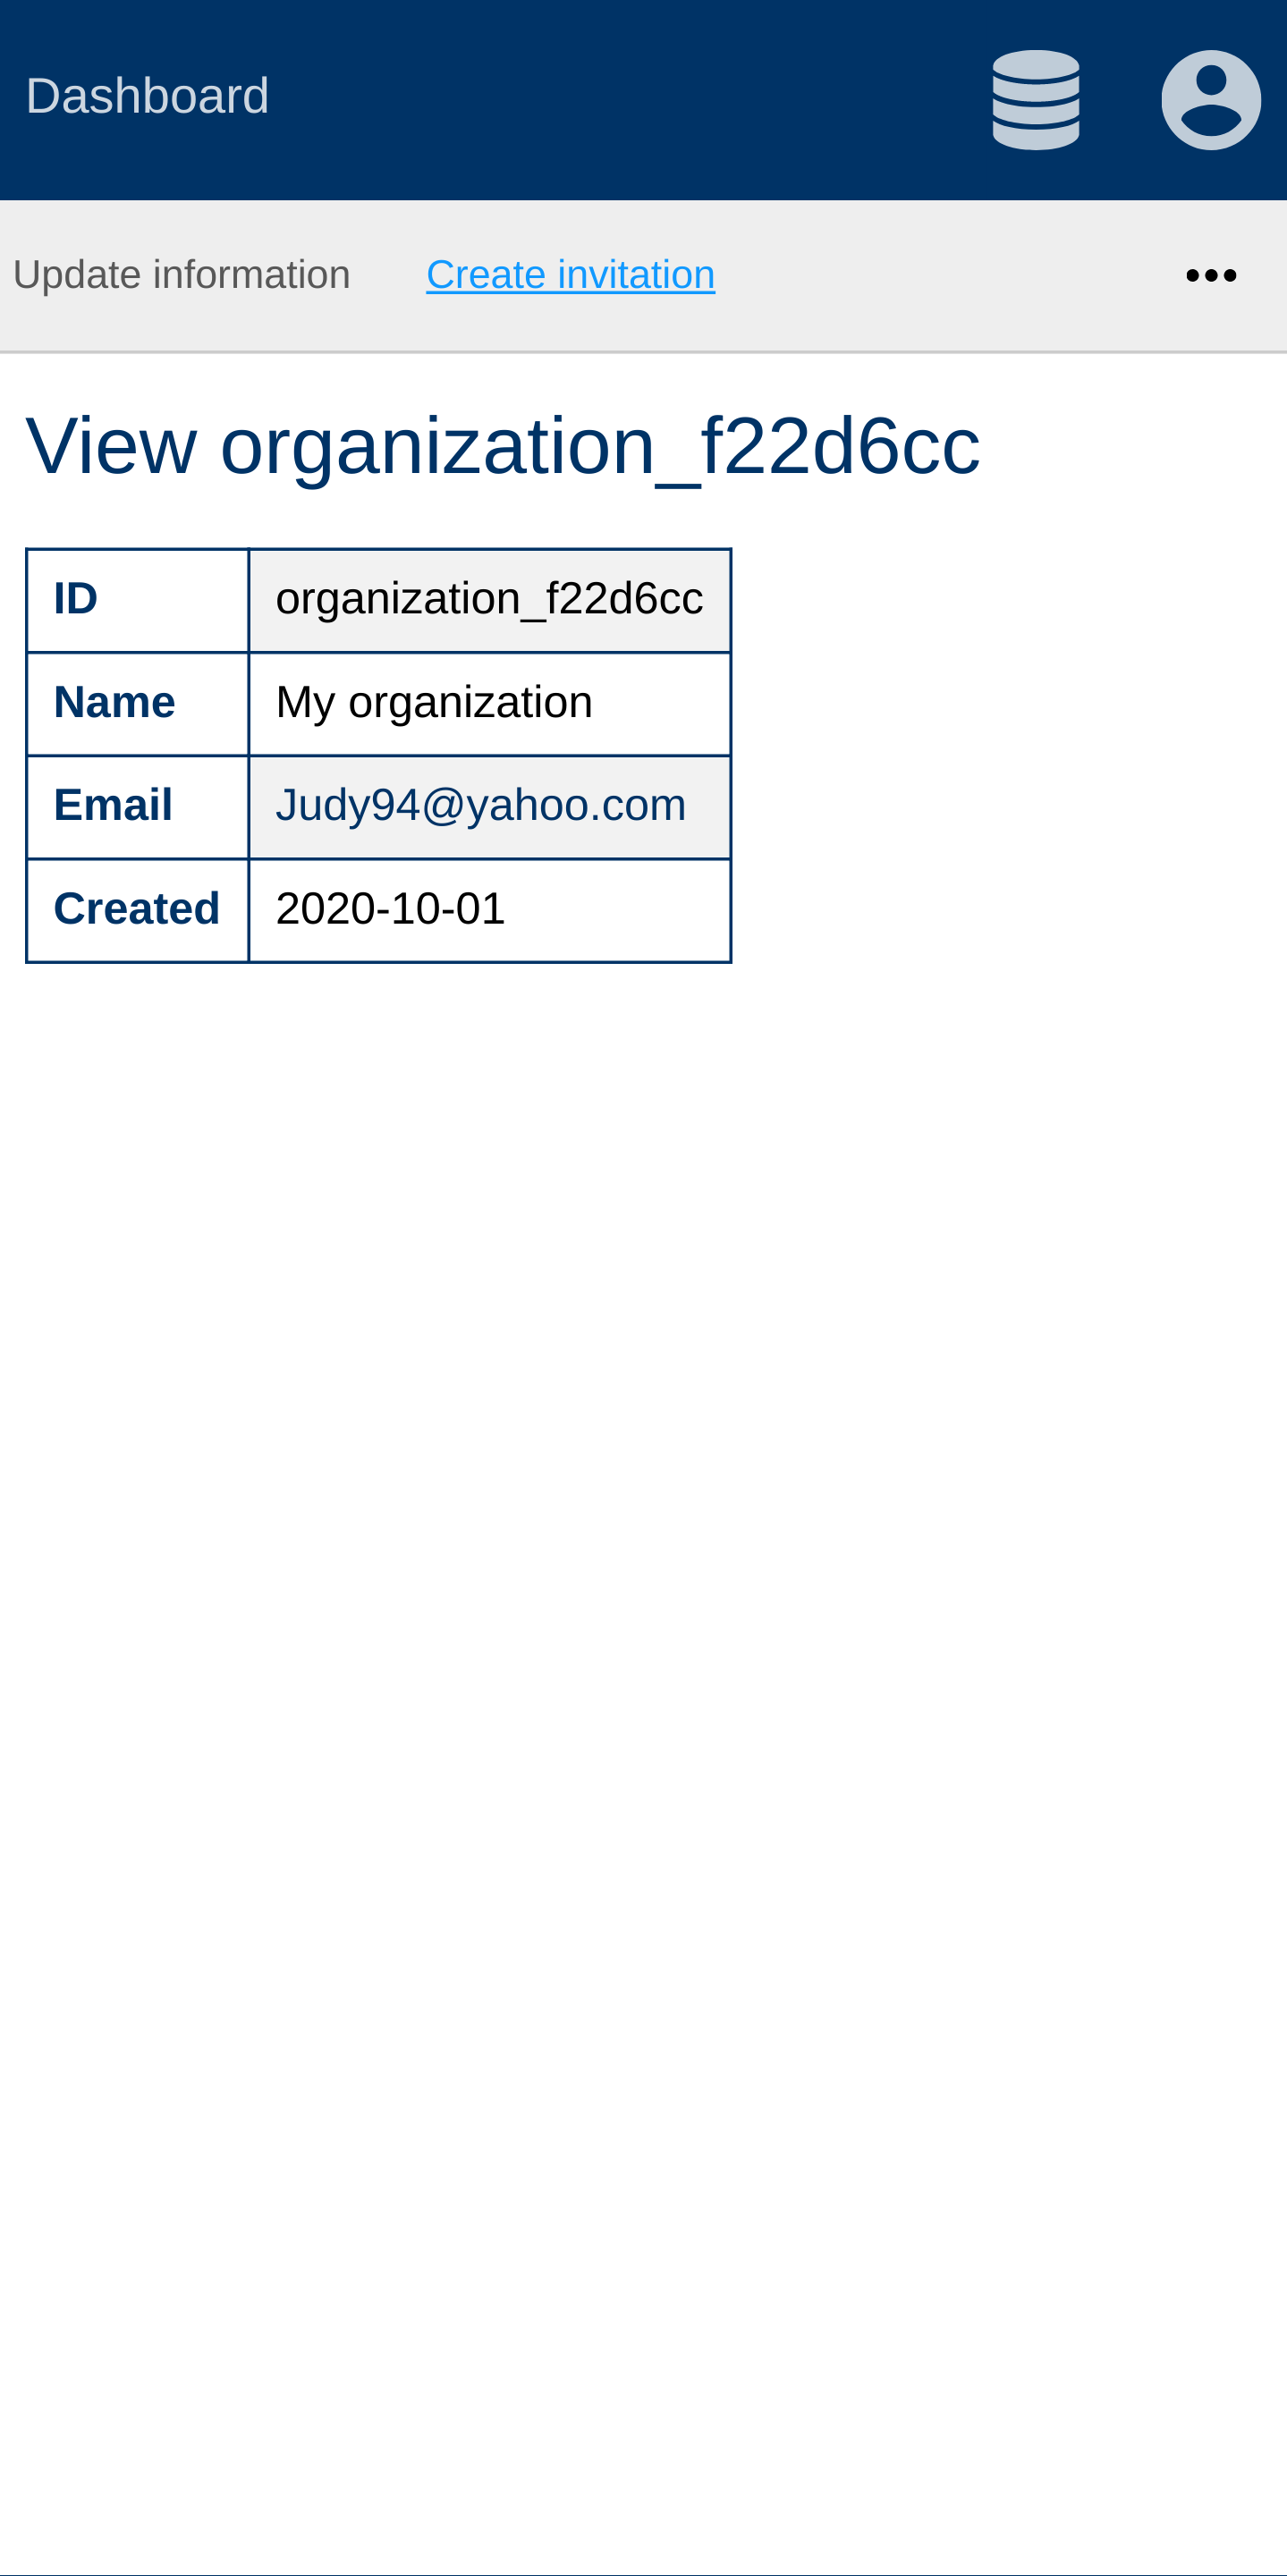 Dashboard
Update information Create invitation •••
View organization_f22d6cc
ID organization_f22d6cc
Name My organization
Email Judy94@yahoo.com
Created 2020-10-01